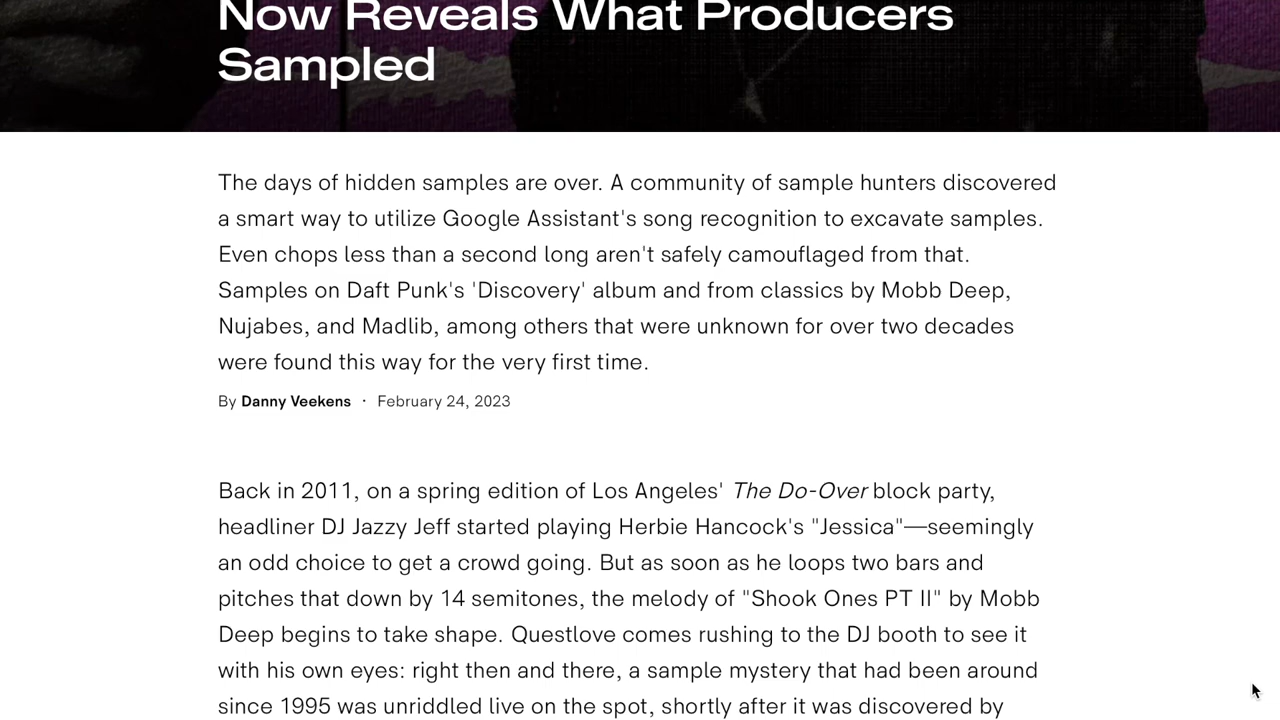 Now Reveals What Producers
Sampled
The days of hidden samples are over. A community of sample hunters discovered
a smart way to utilize Google Assistant's song recognition to excavate samples.
Even chops less than a second long aren't safely camouflaged from that.
Samples on Daft Punk's 'Discovery' album and from classics by Mobb Deep,
Nujabes, and Madlib, among others that were unknown for over two decades
were found this way for the very first time.
By Danny Veekens · February 24, 2023
Back in 2011, on a spring edition of Los Angeles' The Do-Over block party,
headliner DJ Jazzy Jeff started playing Herbie Hancock's "Jessica"—seemingly
an odd choice to get a crowd going. But as soon as he loops two bars and
pitches that down by 14 semitones, the melody of "Shook Ones PT II" by Mobb
Deep begins to take shape. Questlove comes rushing to the DJ booth to see it
with his own eyes: right then and there, a sample mystery that had been around
since 1995 was unriddled live on the spot, shortly after it was discovered by